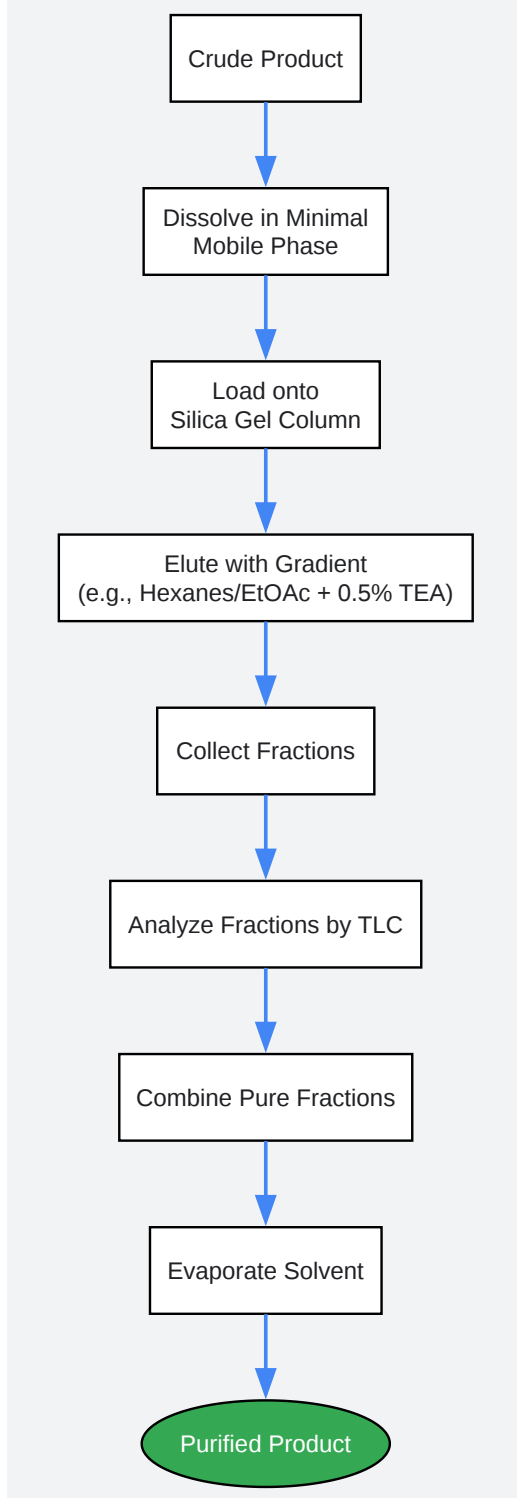 Crude Product
Dissolve in Minimal
Mobile Phase
Load onto
Silica Gel Column
Elute with Gradient
(e.g., Hexanes/EtOAc + 0.5% TEA)
Collect Fractions
Analyze Fractions by TLC
Combine Pure Fractions
Evaporate Solvent
Purified Product